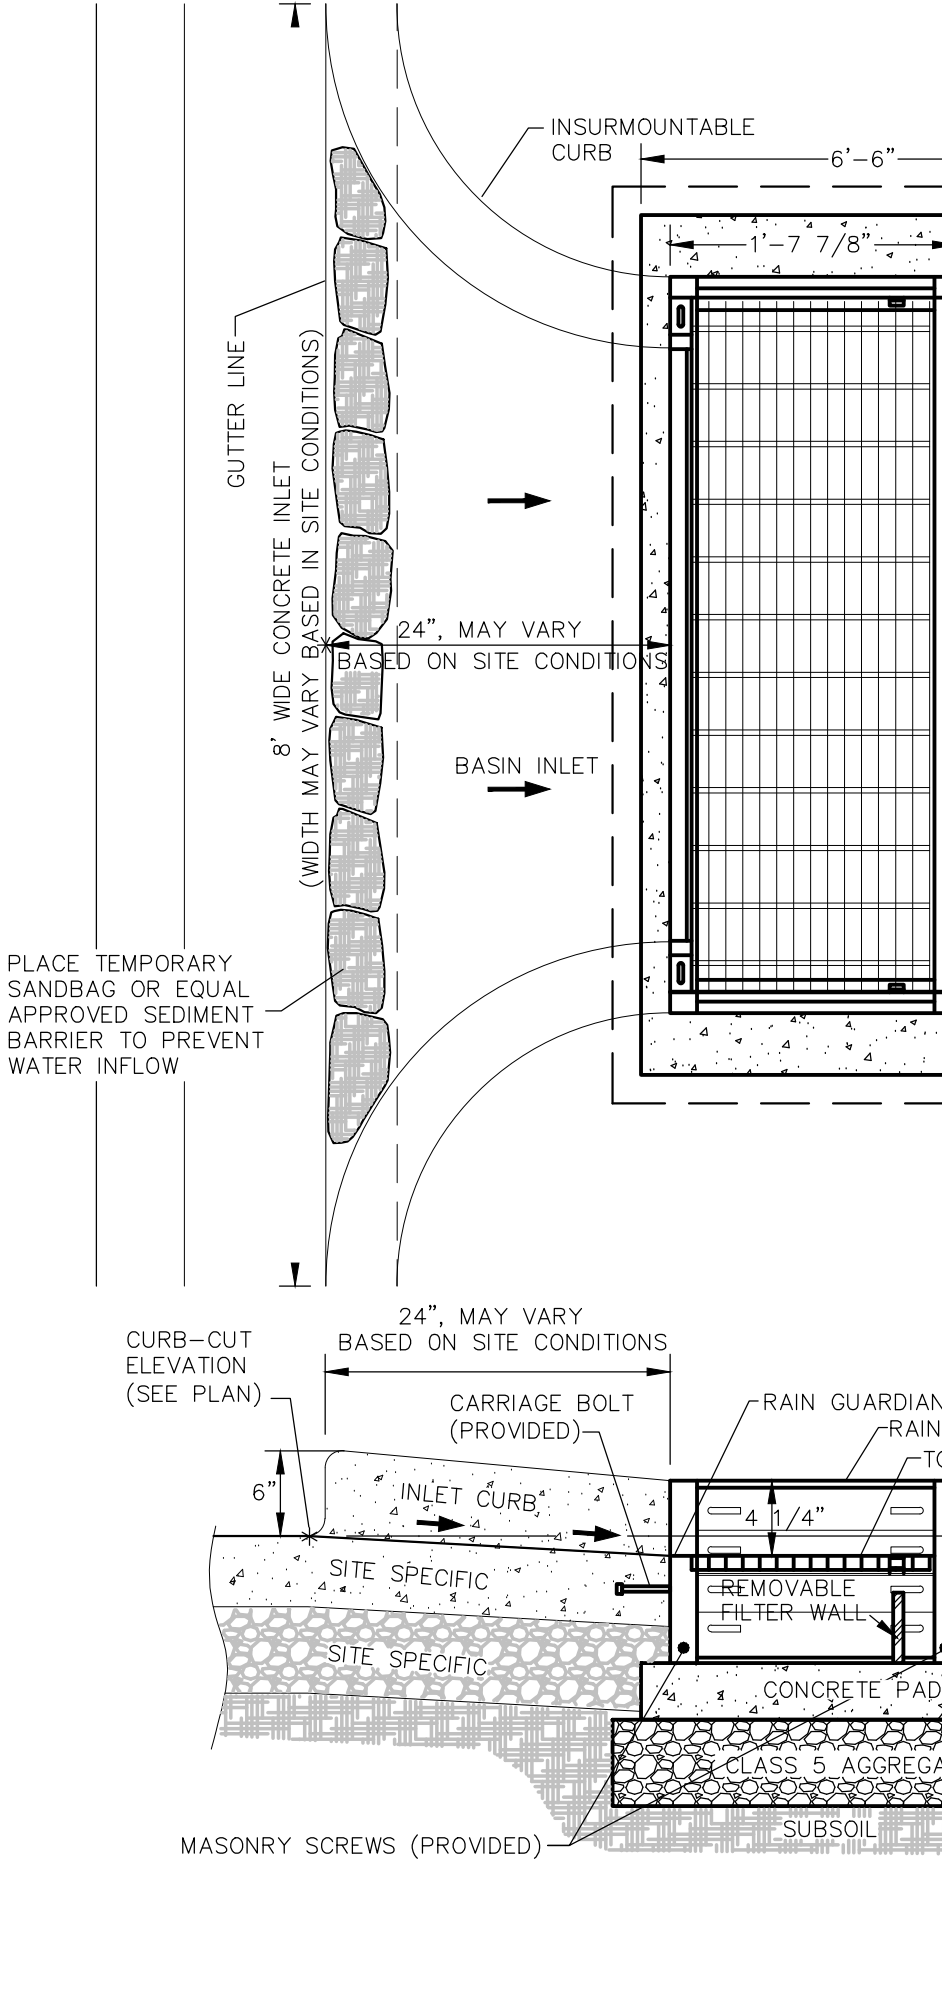 INSURMOUNTABLE
CURB
6'-6"
1'-7 7/8"
GUTTER LINE
8' WIDE CONCRETE INLET
(WIDTH MAY VARY BASED IN SITE CONDITIONS)
24", MAY VARY
BASED ON SITE CONDITIONS
BASIN INLET
PLACE TEMPORARY
SANDBAG OR EQUAL
APPROVED SEDIMENT
BARRIER TO PREVENT
WATER INFLOW
24", MAY VARY
BASED ON SITE CONDITIONS
CURB-CUT
ELEVATION
(SEE PLAN)
CARRIAGE BOLT
(PROVIDED)
RAIN GUARDIAN
RAIN
TO
6"
INLET CURB
4 1/4"
SITE SPECIFIC
REMOVABLE
FILTER WALL
SITE SPECIFIC
CONCRETE PAD
CLASS 5 AGGREGA
SUBSOIL
MASONRY SCREWS (PROVIDED)